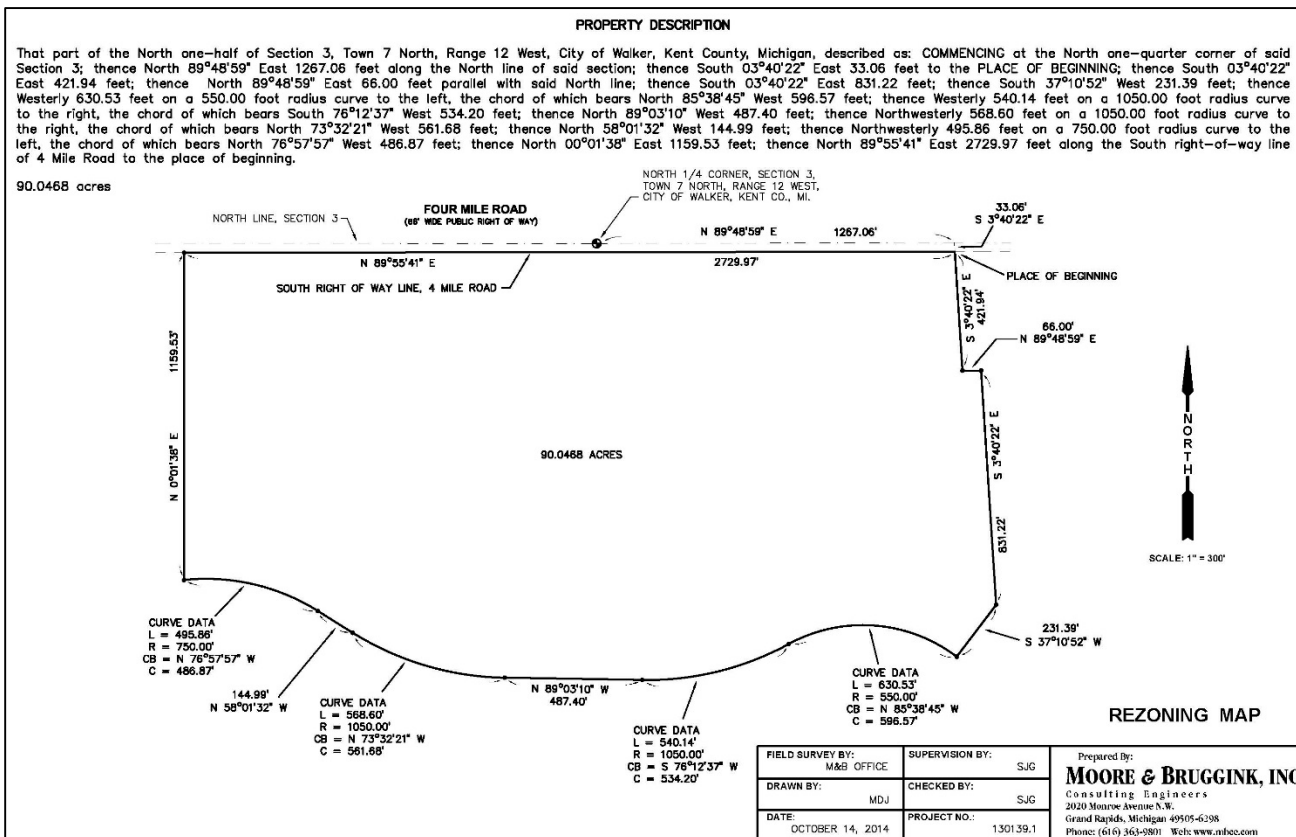 PROPERTY DESCRIPTION
That part of the North one-half of Section 3, Town 7 North, Range 12 West, City of Walker, Kent County, Michigan, described as: COMMENCING at the North one-quarter corner of said
Section 3; thence North 89°48'59" East 1267.06 feet along the North line of said section; thence South 03°40'22" East 33.06 feet to the PLACE OF BEGINNING; thence South 03°40'22"
East 421.94 feet; thence North 89°48'59" East 66.00 feet parallel with said North line; thence South 03°40'22" East 831.22 feet; thence South 37°10'52" West 231.39 feet; thence
Westerly 630.53 feet on a 550.00 foot radius curve to the left, the chord of which bears North 85°38'45" West 596.57 feet; thence Westerly 540.14 feet on a 1050.00 foot radius curve
to the right, the chord of which bears South 76°12'37" West 534.20 feet; thence North 89°03'10" West 487.40 feet; thence Northwesterly 568.60 feet on a 1050.00 foot radius curve to
the right, the chord of which bears North 73°32'21" West 561.68 feet; thence North 58°01'32" West 144.99 feet; thence Northwesterly 495.86 feet on a 750.00 foot radius curve to the
left, the chord of which bears North 76°57'57" West 486.87 feet; thence North 00°01'38" East 1159.53 feet; thence North 89°55'41" East 2729.97 feet along the South right-of-way line
of 4 Mile Road to the place of beginning.
90.0468 acres
NORTH 1/4 CORNER, SECTION 3,
TOWN 7 NORTH, RANGE 12 WEST,
CITY OF WALKER, KENT CO., MI.
NORTH LINE, SECTION 3
FOUR MILE ROAD
(66' WIDE PUBLIC RIGHT OF WAY)
N 89°48'59" E 1267.06'
33.06'
S 3°40'22" E
N 89°55'41" E 2729.97'
SOUTH RIGHT OF WAY LINE, 4 MILE ROAD
PLACE OF BEGINNING
S 3°40'22" E
421.94'
66.00'
N 89°48'59" E
1159.53'
N 0°01'38" E
90.0468 ACRES
S 3°40'22" E
831.22'
NORTH
SCALE: 1" = 300'
231.39'
S 37°10'52" W
CURVE DATA
L = 495.86'
R = 750.00'
CB = N 76°57'57" W
C = 486.87'
144.99'
N 58°01'32" W
CURVE DATA
L = 568.60'
R = 1050.00'
CB = N 73°32'21" W
C = 561.68'
N 89°03'10" W
487.40'
CURVE DATA
L = 540.14'
R = 1050.00'
CB = S 76°12'37" W
C = 534.20'
CURVE DATA
L = 630.53'
R = 550.00'
CB = N 85°38'45" W
C = 596.57'
REZONING MAP
FIELD SURVEY BY:
M&B OFFICE
SUPERVISION BY:
SJG
DRAWN BY:
MDJ
CHECKED BY:
SJG
DATE:
OCTOBER 14, 2014
PROJECT NO.:
130139.1
Prepared By:
MOORE & BRUGGINK, INC
Consulting Engineers
2020 Monroe Avenue N.W.
Grand Rapids, Michigan 49505-6298
Phone: (616) 363-9801 Web: www.mbce.com